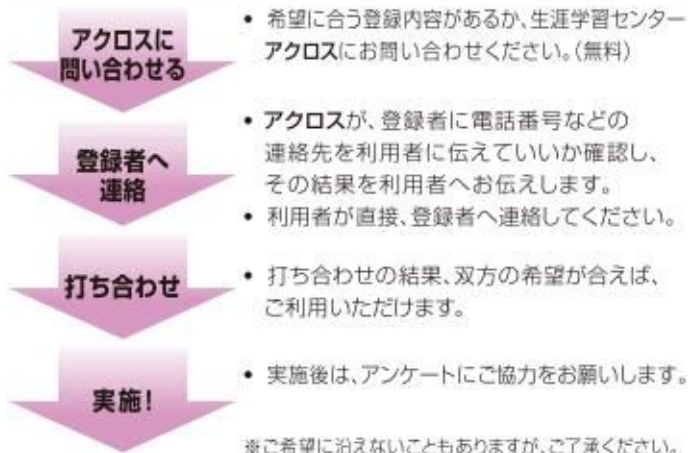 アクロスに
問い合わせる
• 希望に合う登録内容があるか、生涯学習センター
アクロスにお問い合わせください。(無料)
登録者へ
連絡
• アクロスが、登録者に電話番号などの
連絡先を利用者に伝えていいか確認し、
その結果を利用者へお伝えします。
• 利用者が直接、登録者へ連絡してください。
打ち合わせ
• 打ち合わせの結果、双方の希望が合えば、
ご利用いただけます。
実施!
• 実施後は、アンケートにご協力をお願いします。
※ご希望に沿えないこともありますが、ご了承ください。